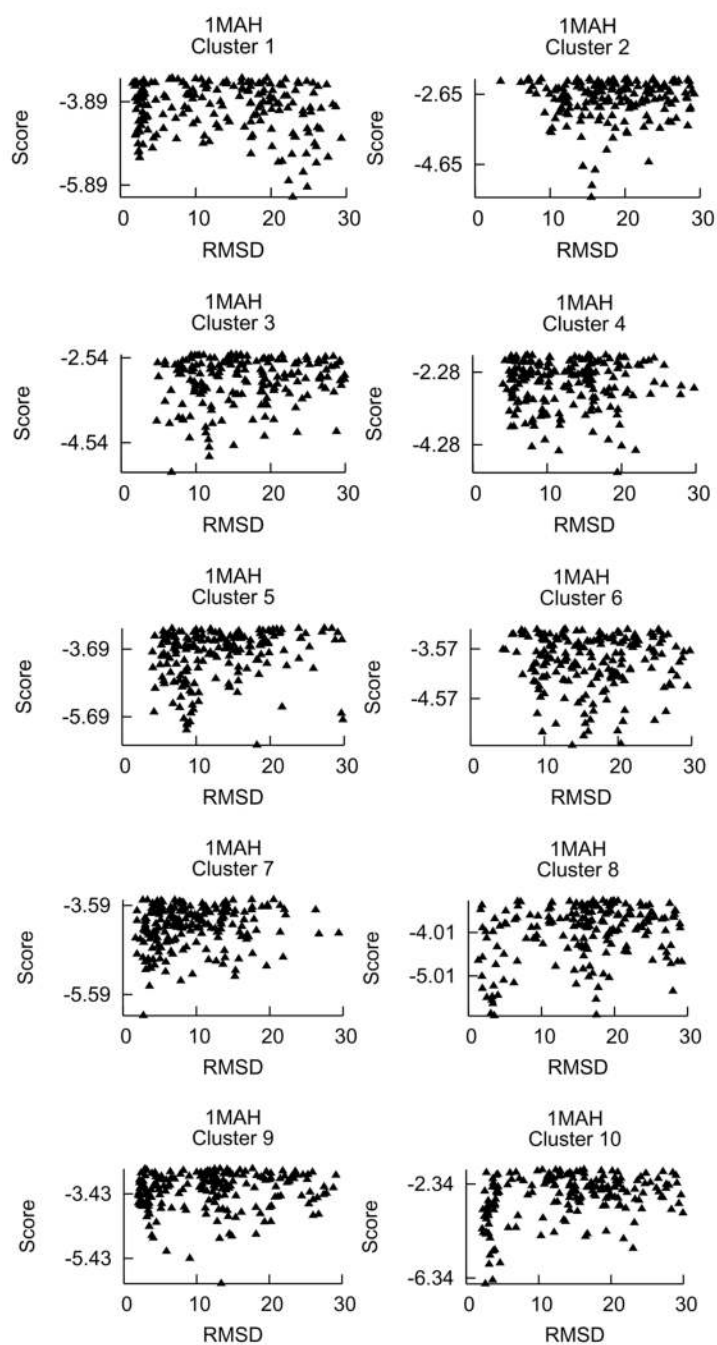 1MAH
Cluster 1
Score
-3.89
-5.89
0 10 20 30
RMSD
1MAH
Cluster 2
Score
-2.65
-4.65
0 10 20 30
RMSD
1MAH
Cluster 3
Score
-2.54
-4.54
0 10 20 30
RMSD
1MAH
Cluster 4
Score
-2.28
-4.28
0 10 20 30
RMSD
1MAH
Cluster 5
Score
-3.69
-5.69
0 10 20 30
RMSD
1MAH
Cluster 6
Score
-3.57
-4.57
0 10 20 30
RMSD
1MAH
Cluster 7
Score
-3.59
-5.59
0 10 20 30
RMSD
1MAH
Cluster 8
Score
-4.01
-5.01
0 10 20 30
RMSD
1MAH
Cluster 9
Score
-3.43
-5.43
0 10 20 30
RMSD
1MAH
Cluster 10
Score
-2.34
-6.34
0 10 20 30
RMSD